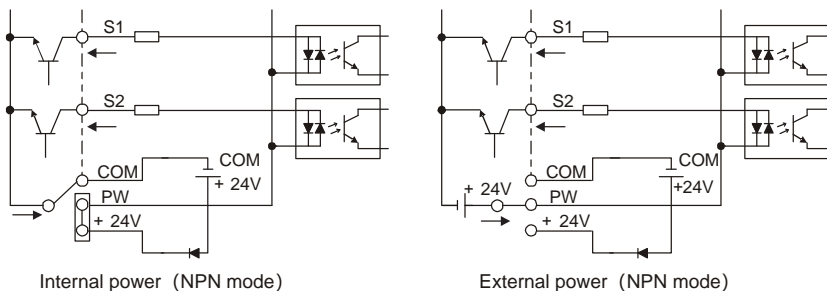 S1
S2
COM
COM
+ 24V
PW
+ 24V
Internal power (NPN mode)
S1
S2
COM
COM
+24V
+ 24V
PW
+ 24V
External power (NPN mode)